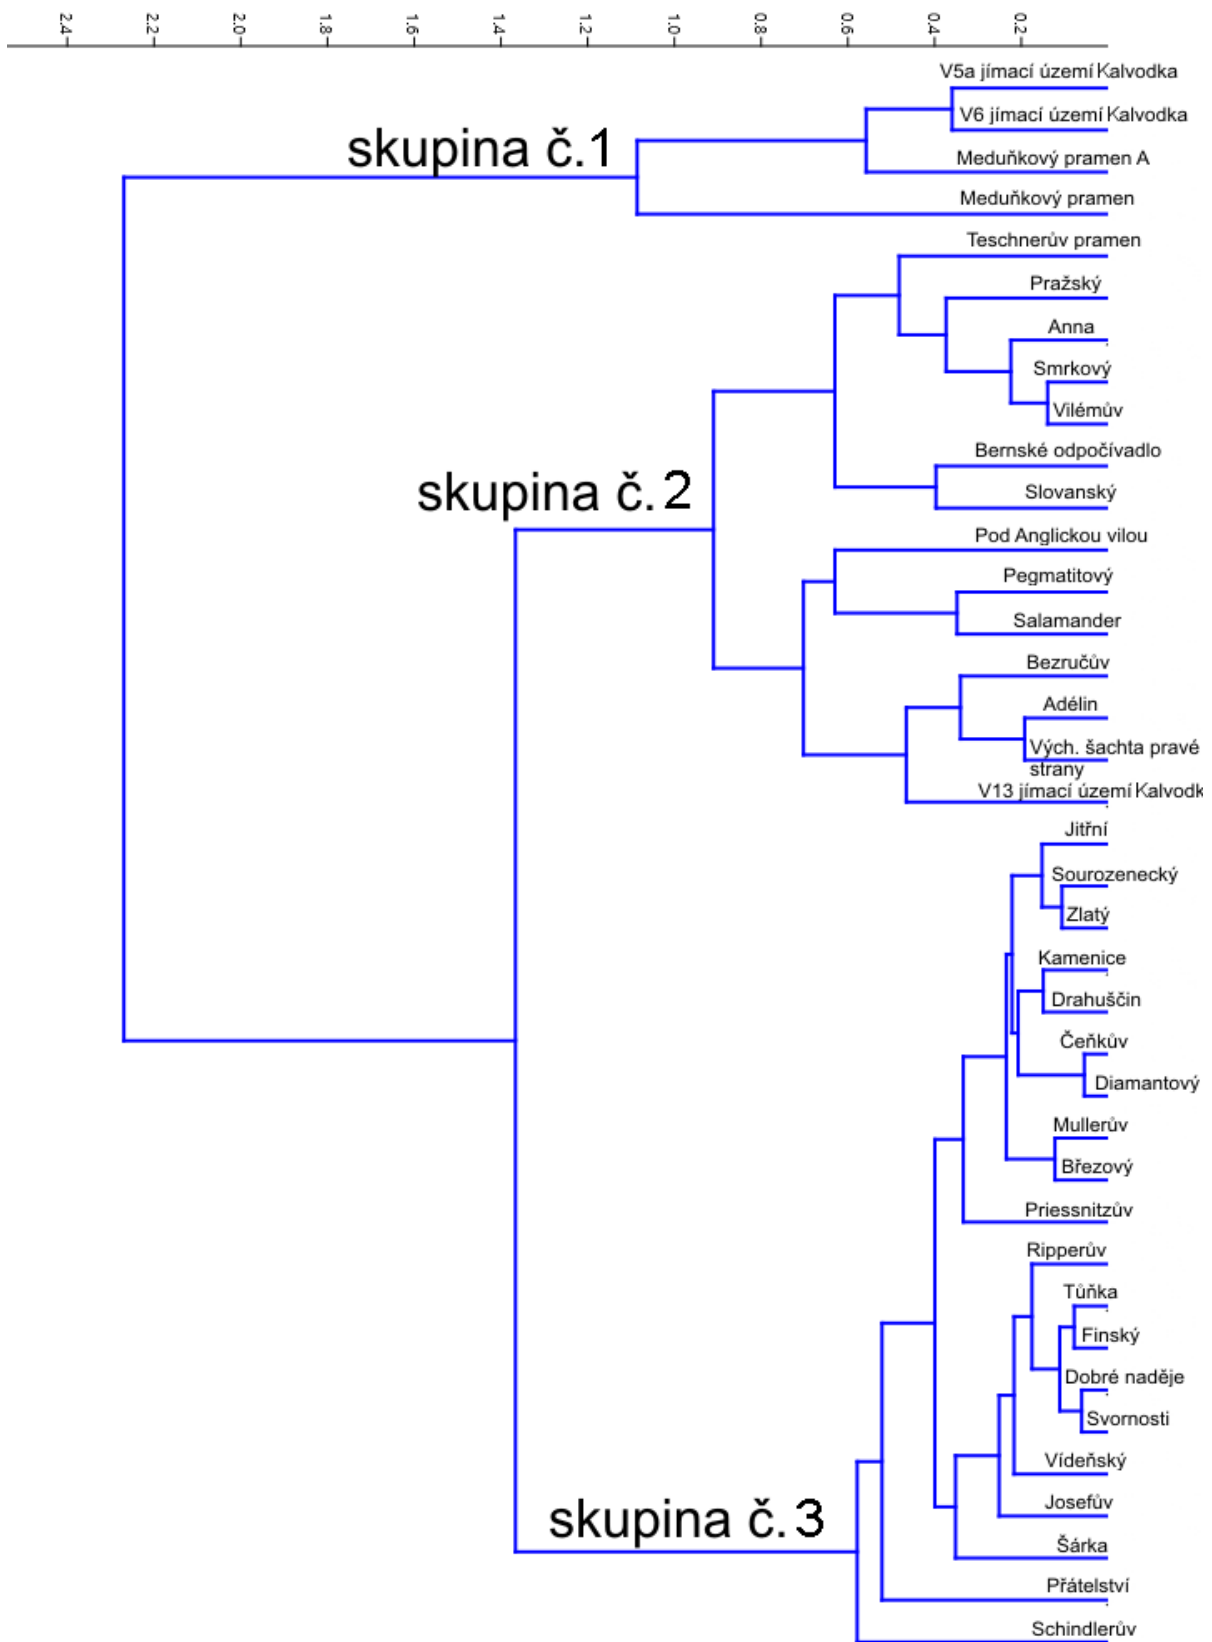 2.4 2.2 2.0 1.8 1.6 1.4 1.2 1.0 0.8 0.6 0.4 0.2
V5a jímací území Kalvodka
V6 jímací území Kalvodka
skupina č.1
Meduňkový pramen A
Meduňkový pramen
Teschnerův pramen
Pražský
Anna
Smrkový
Vilémův
Bernské odpočívadlo
skupina č.2
Slovanský
Pod Anglickou vilou
Pegmatitový
Salamander
Bezručův
Adélin
Vých. šachta pravé
strany
V13 jímací území Kalvodk
Jitřní
Sourozenecký
Zlatý
Kamenice
Drahuščin
Čeňkův
Diamantový
Mullerův
Březový
Priessnitzův
Ripperův
Tůňka
Finský
Dobré naděje
Svornosti
Vídeňský
Josefův
skupina č.3
Šárka
Přátelství
Schindlerův